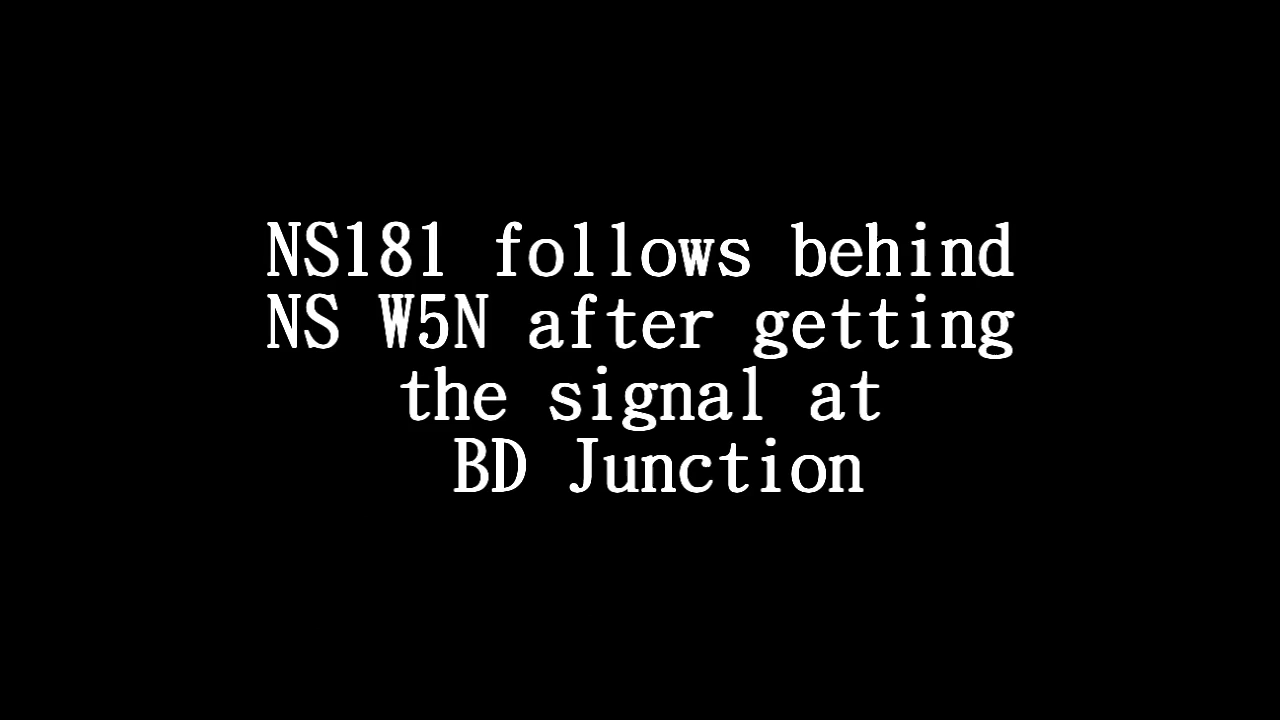 NS181 follows behind
NS W5N after getting
the signal at
BD Junction